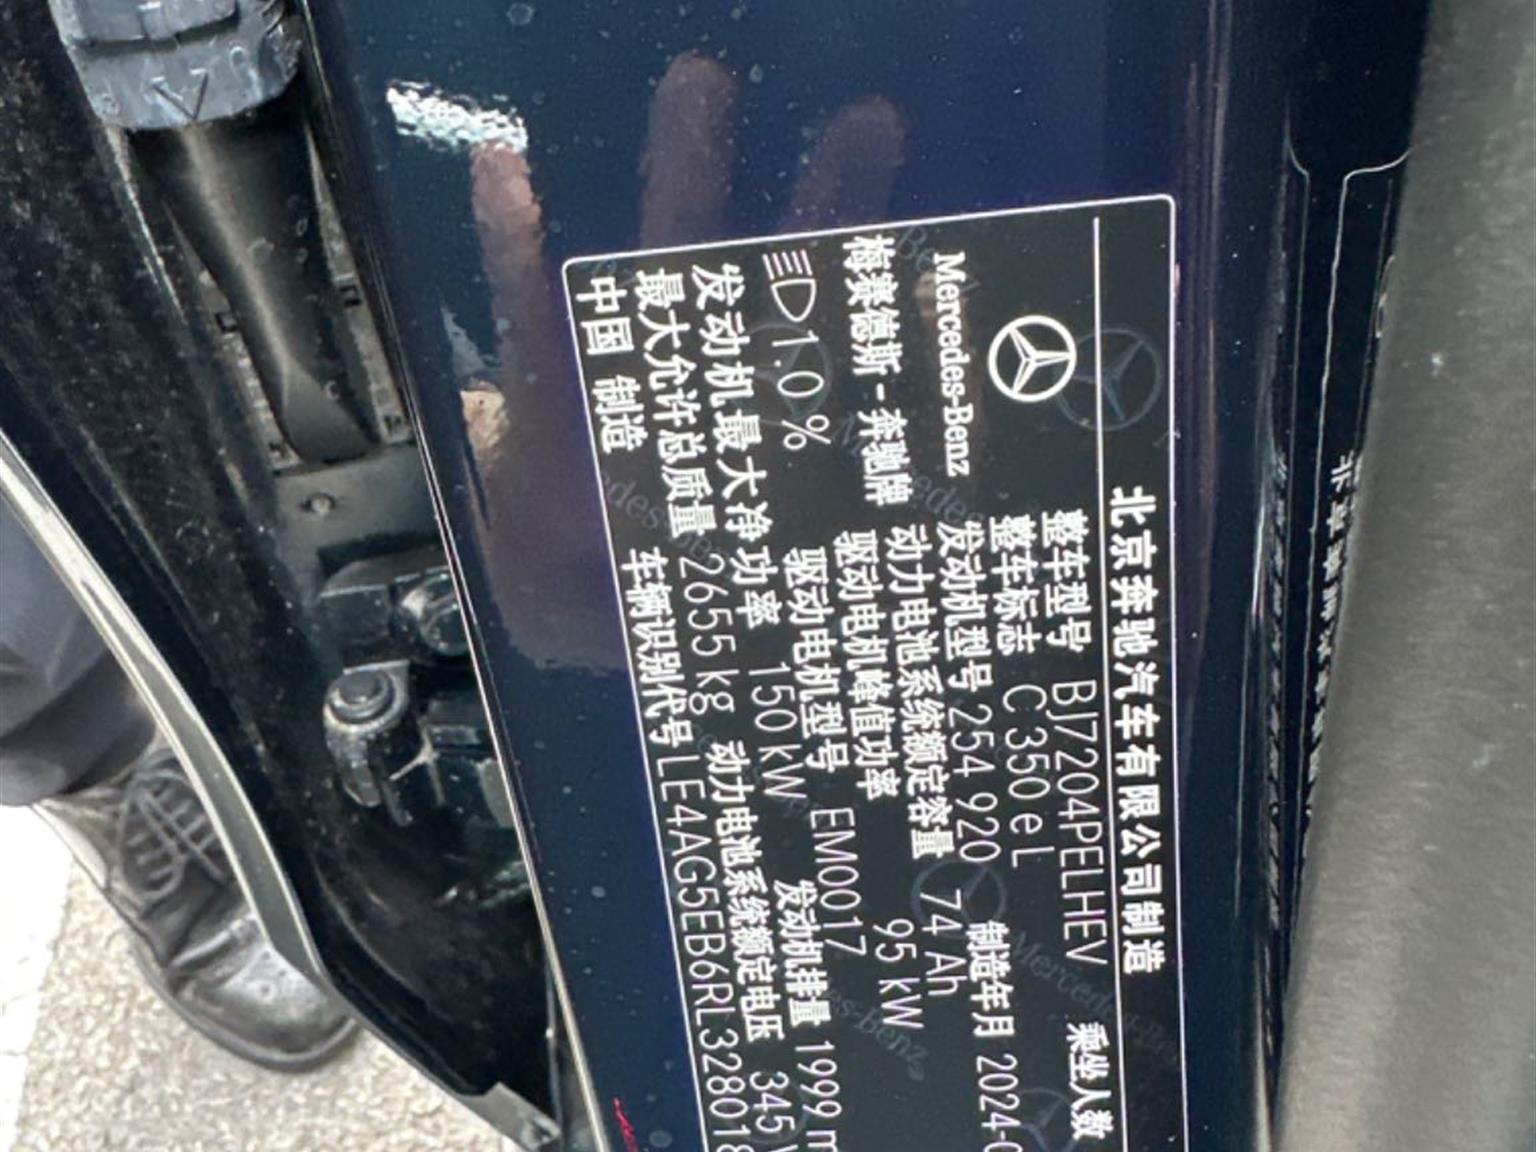 北京奔驰汽车有限公司制造
Mercedes-Benz
梅赛德斯-奔驰牌
整车型号 BJ7204PELHEV 乘坐人数
整车标志 C 350 e L
发动机型号 254 920 制造年月 2024-0
动力电池系统额定容量 74 Ah
驱动电机峰值功率 95 kW
1.0% 驱动电机型号 EM0017
发动机最大净功率 150 kW 发动机排量 1999 m
最大允许总质量 2655 kg 动力电池系统额定电压 345 V
中国 制造 车辆识别代号 LE4AG5EB6RL328018